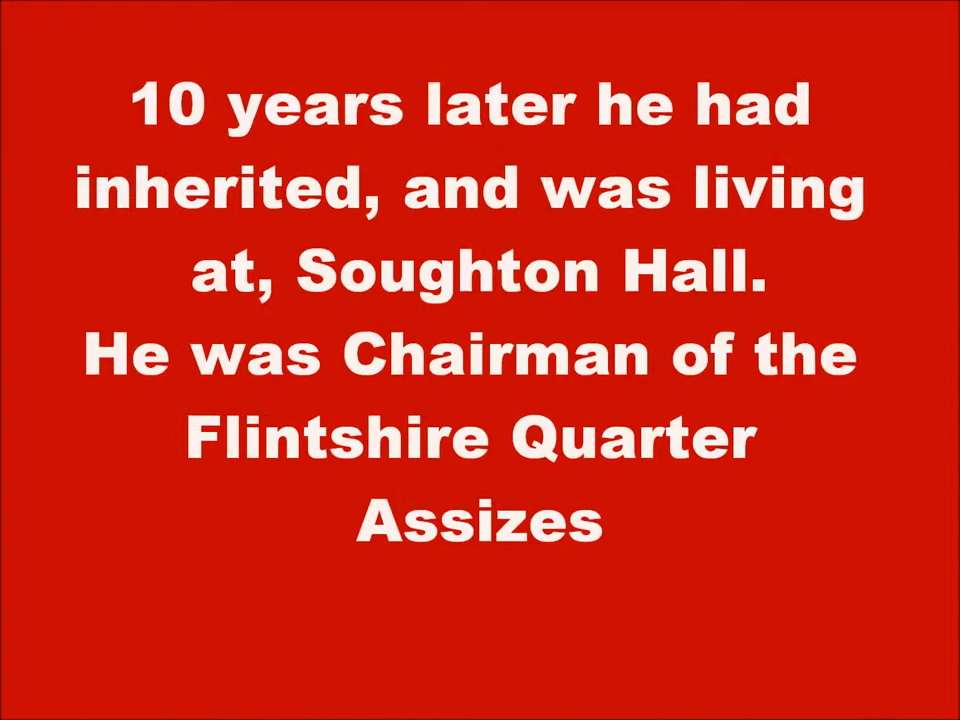 10 years later he had
inherited, and was living
at, Soughton Hall.
He was Chairman of the
Flintshire Quarter
Assizes